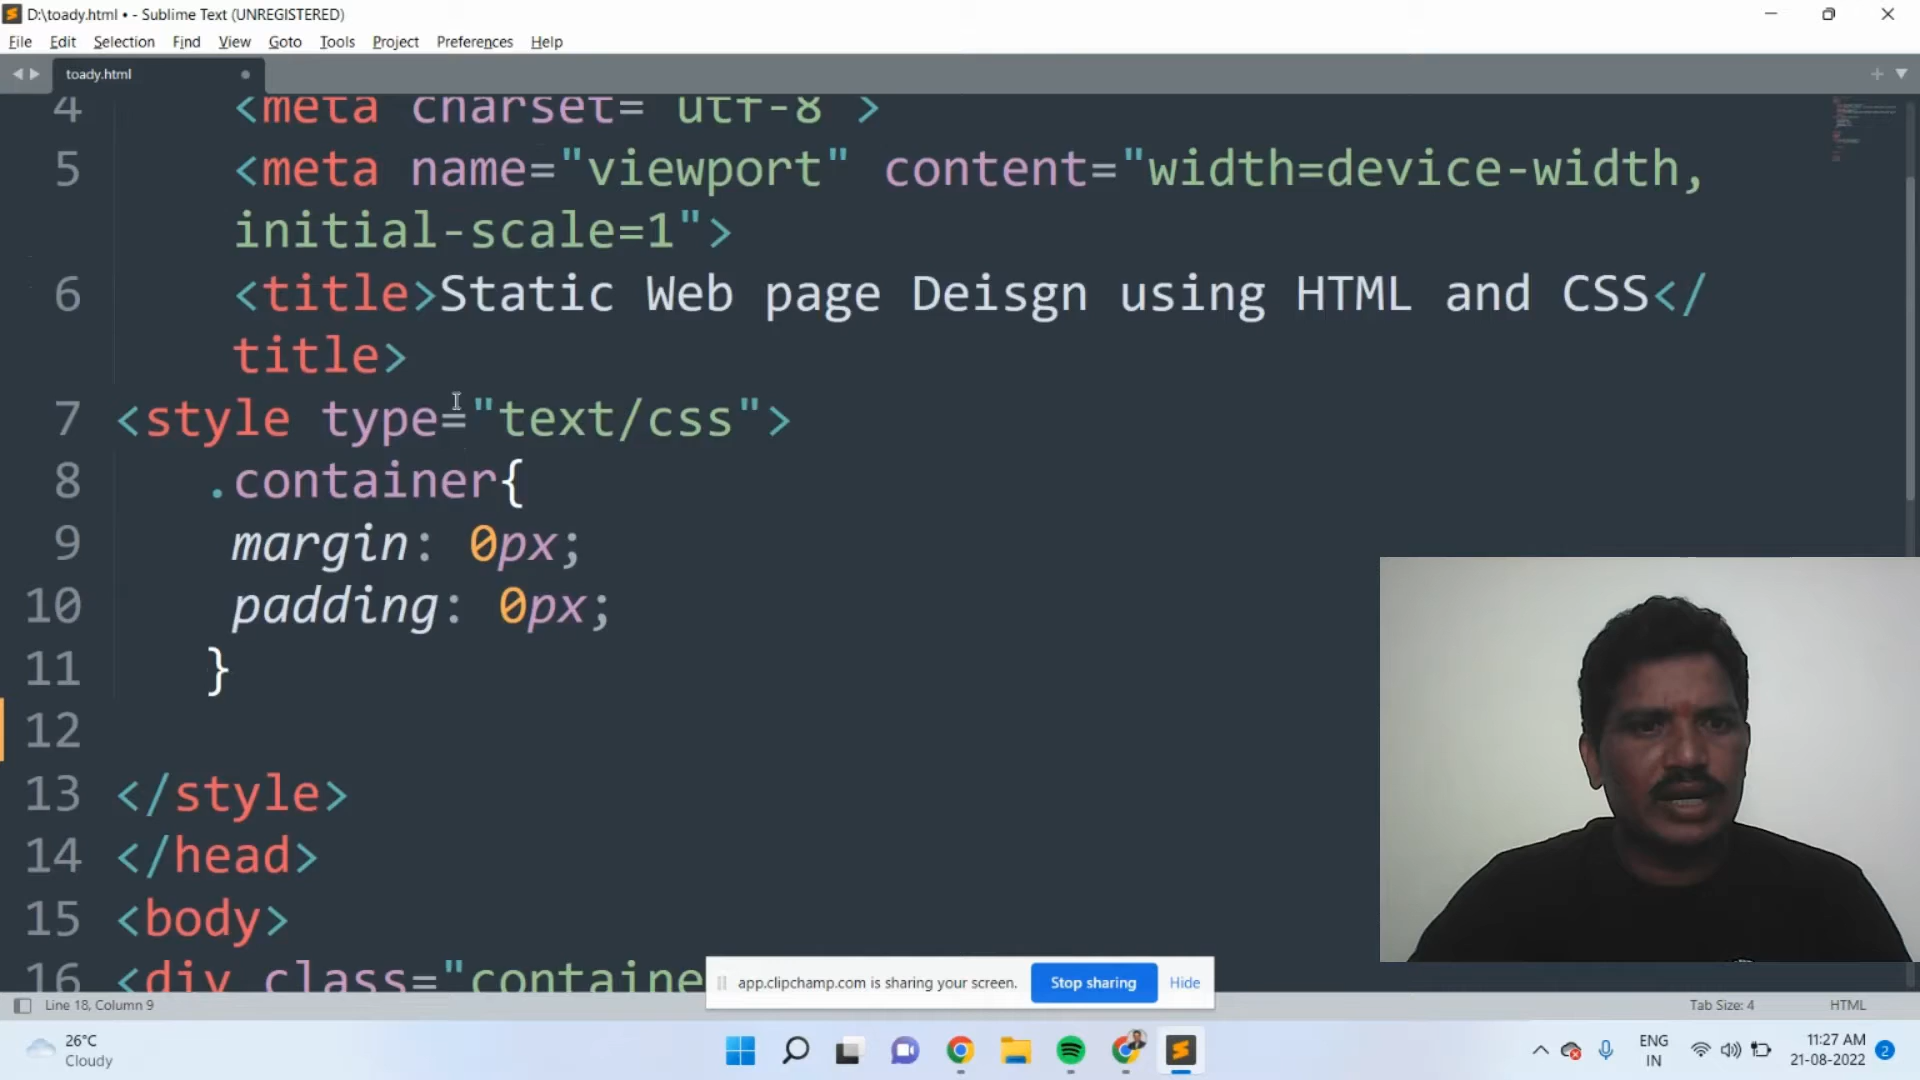 D:\toady.html • - Sublime Text (UNREGISTERED)
File Edit Selection Find View Goto Tools Project Preferences Help
toady.html
4 <meta charset="utf-8">
5 <meta name="viewport" content="width=device-width,
initial-scale=1">
6 <title>Static Web page Deisgn using HTML and CSS</
title>
7 <style type="text/css">
8 .container{
9 margin: 0px;
10 padding: 0px;
11 }
12
13 </style>
14 </head>
15 <body>
16 <div class="containe
app.clipchamp.com is sharing your screen. Stop sharing Hide
Line 18, Column 9 Tab Size: 4 HTML
26°C
Cloudy
ENG
IN
11:27 AM
21-08-2022
2